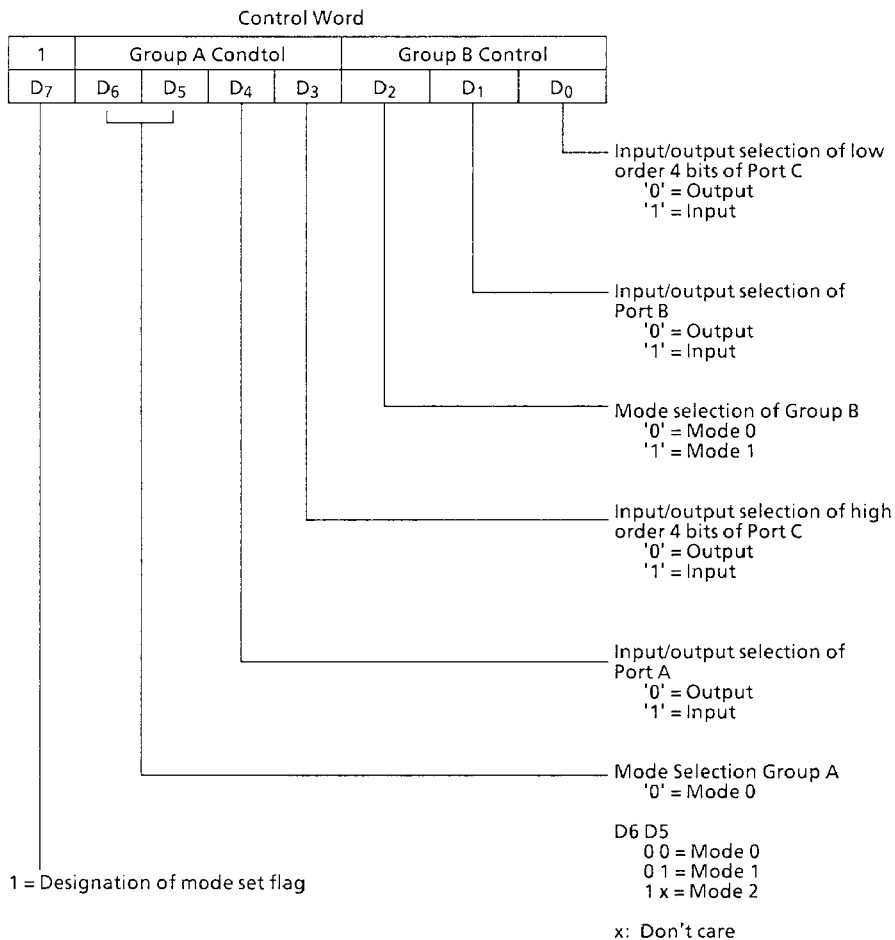 Control Word
1 Group A Condtol Group B Control
D7 D6 D5 D4 D3 D2 D1 D0
Input/output selection of low
order 4 bits of Port C
'0' = Output
'1' = Input
Input/output selection of
Port B
'0' = Output
'1' = Input
Mode selection of Group B
'0' = Mode 0
'1' = Mode 1
Input/output selection of high
order 4 bits of Port C
'0' = Output
'1' = Input
Input/output selection of
Port A
'0' = Output
'1' = Input
Mode Selection Group A
'0' = Mode 0
D6 D5
0 0 = Mode 0
0 1 = Mode 1
1 x = Mode 2
x: Don't care
1 = Designation of mode set flag